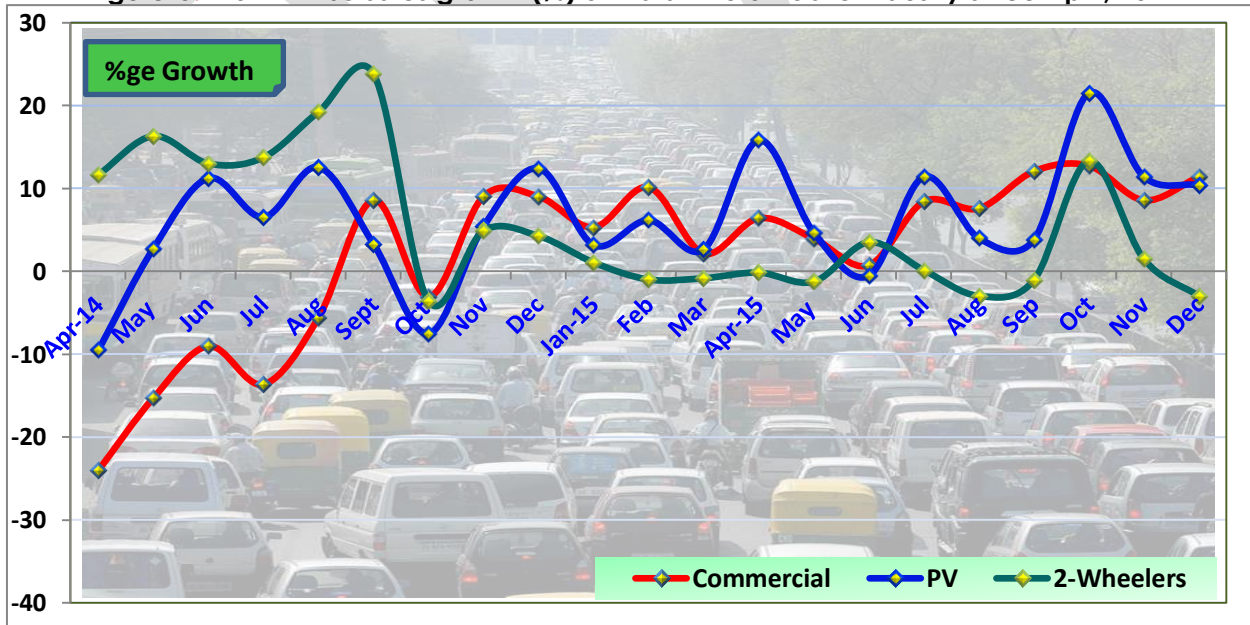 30
%ge Growth
20
10
0
-10
-20
-30
-40
Apr-14
May
Jun
Jul
Aug
Sept
Oct
Nov
Dec
Jan-15
Feb
Mar
Apr-15
May
Jun
Jul
Aug
Sep
Oct
Nov
Dec
Commercial PV 2-Wheelers